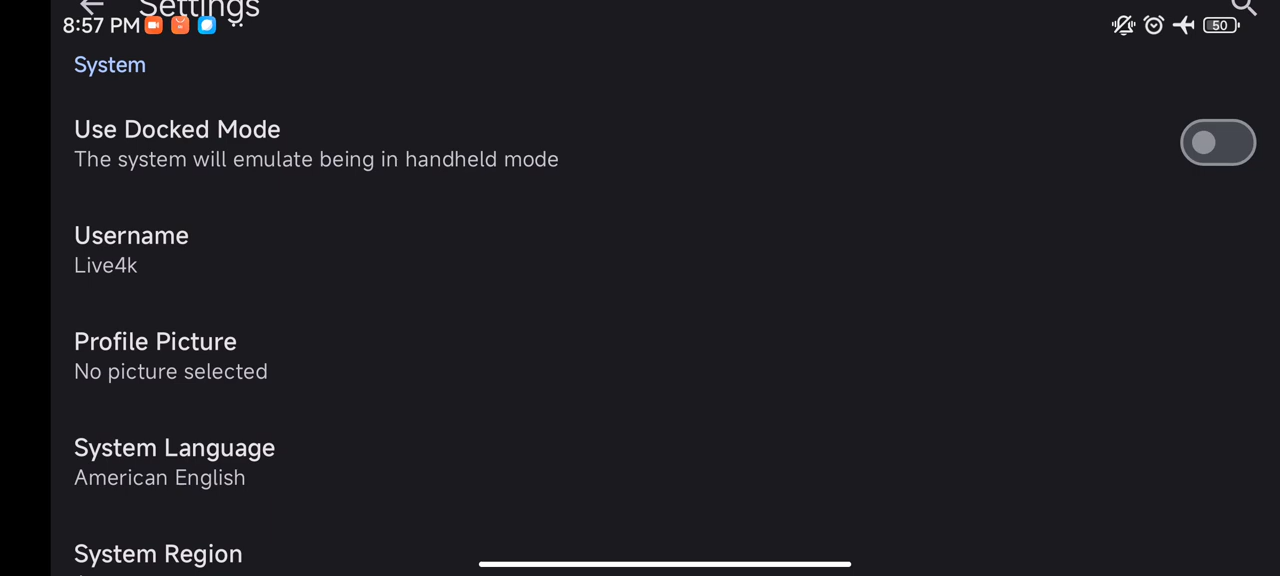 Settings
8:57 PM
50
System
Use Docked Mode
The system will emulate being in handheld mode
Username
Live4k
Profile Picture
No picture selected
System Language
American English
System Region